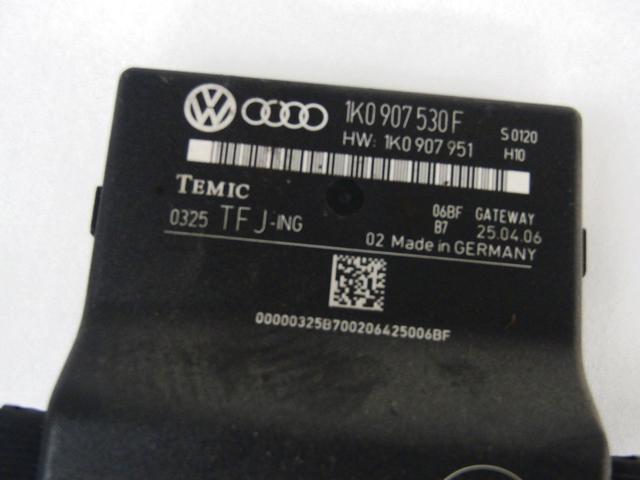 VW 1K0 907 530 F S0120
HW: 1K0 907 951 H10
TEMIC 06BF GATEWAY
0325 TFJ-ING B7 25.04.06
02 Made in GERMANY
00000325B700206425006BF